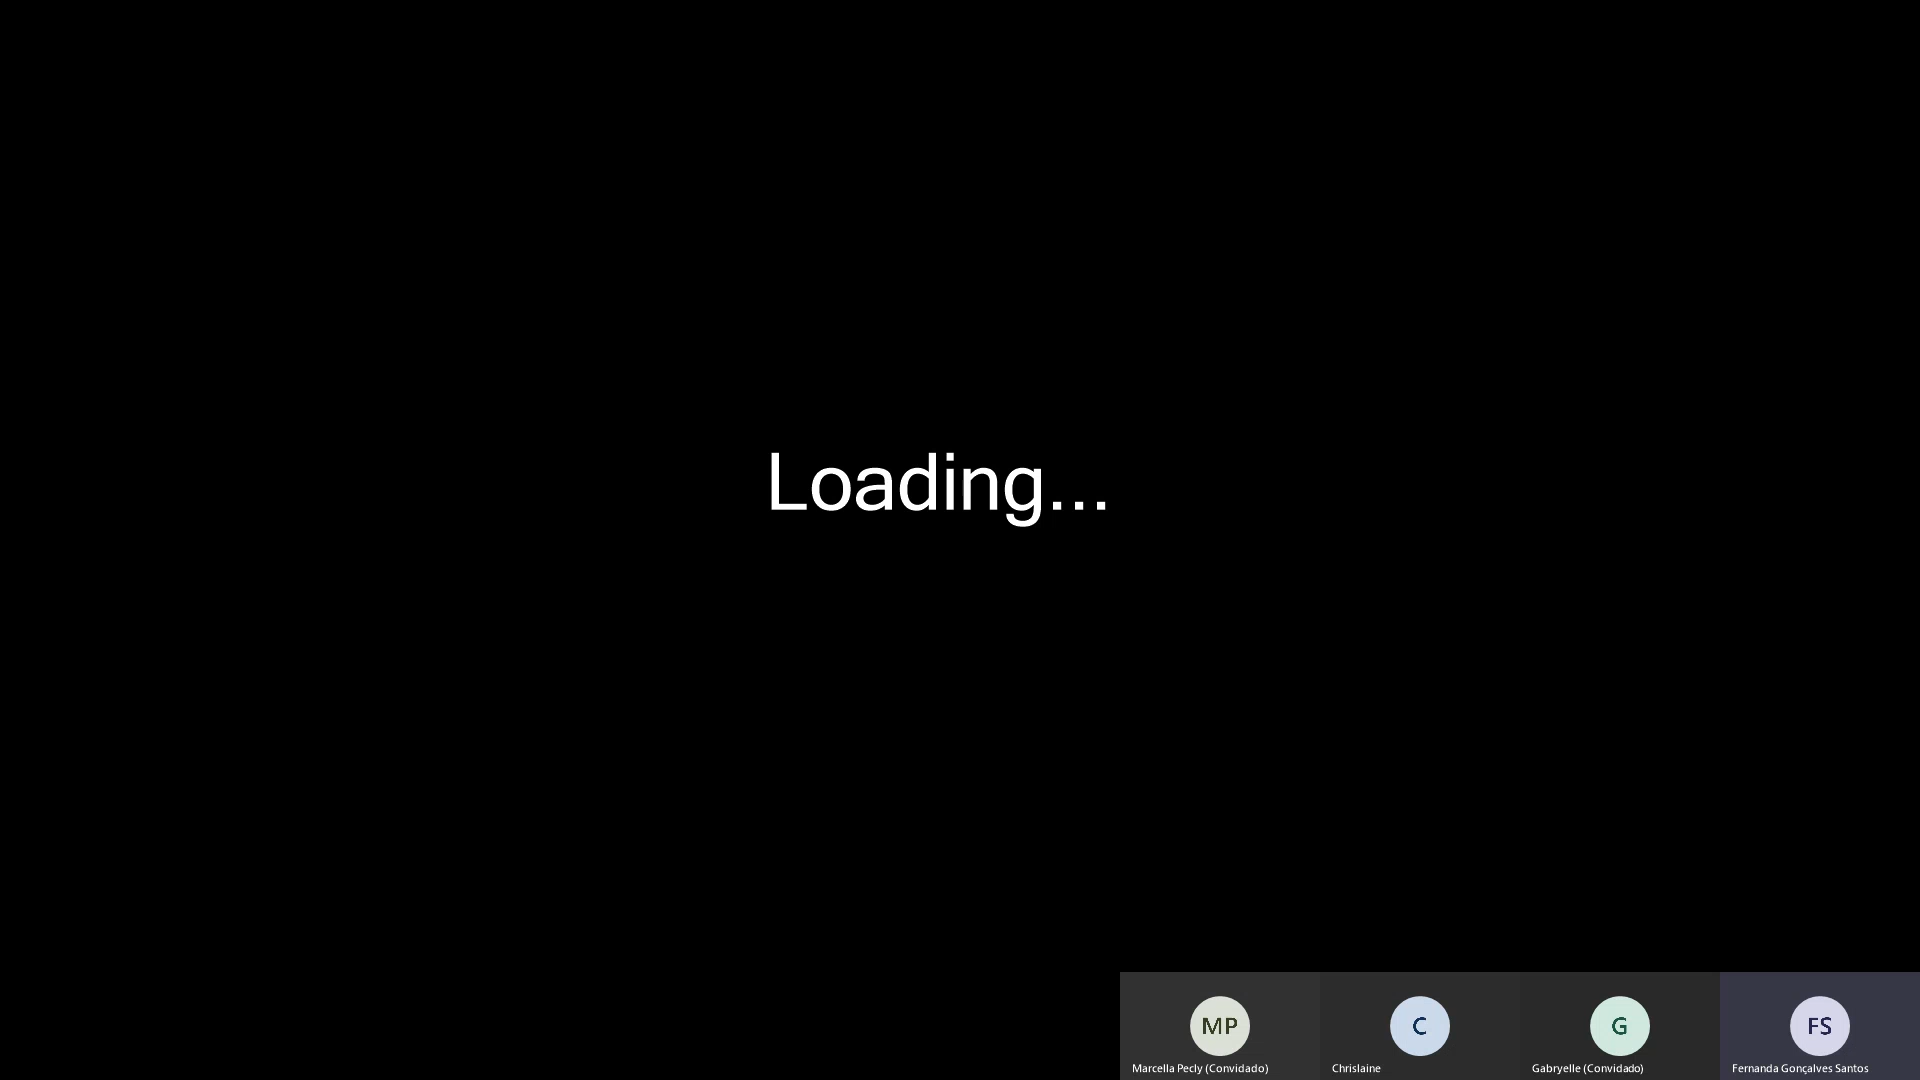 Loading...
MP
C
G
FS
Marcella Pecly (Convidado)
Chrislaine
Gabryelle (Convidado)
Fernanda Gonçalves Santos